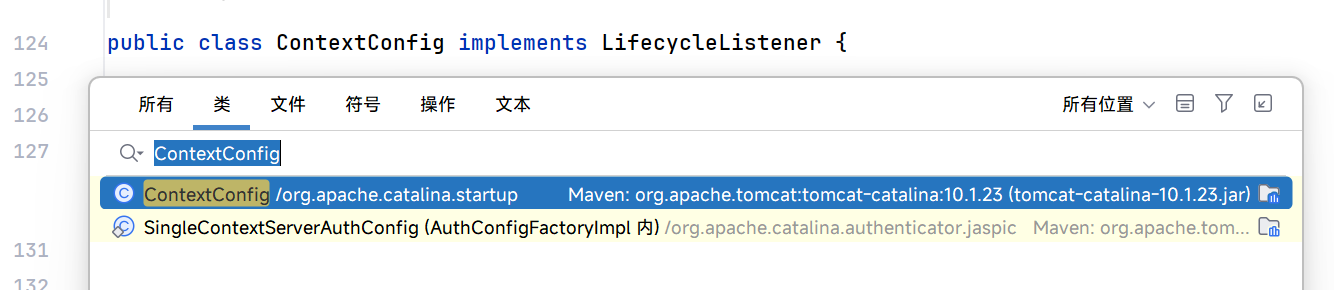 124 public class ContextConfig implements LifecycleListener {
125
126
127
131
132
所有 类 文件 符号 操作 文本 所有位置
ContextConfig
ContextConfig /org.apache.catalina.startup Maven: org.apache.tomcat:tomcat-catalina:10.1.23 (tomcat-catalina-10.1.23.jar)
SingleContextServerAuthConfig (AuthConfigFactoryImpl 内) /org.apache.catalina.authenticator.jaspic Maven: org.apache.tom...